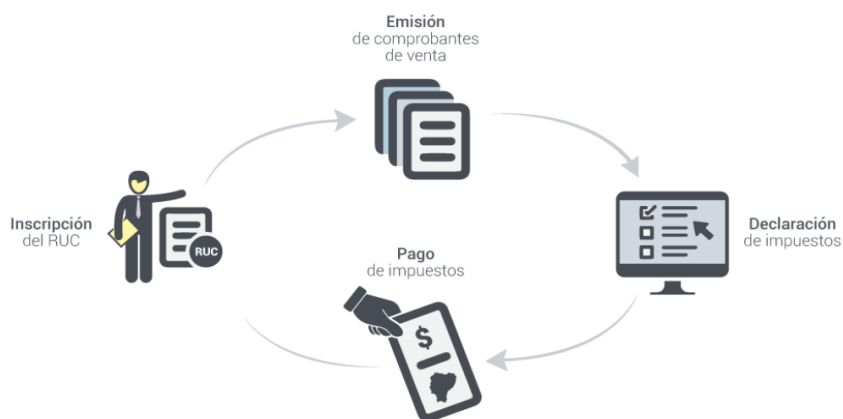 Emisión
de comprobantes
de venta
Inscripción
del RUC
RUC
Declaración
de impuestos
Pago
de impuestos
$